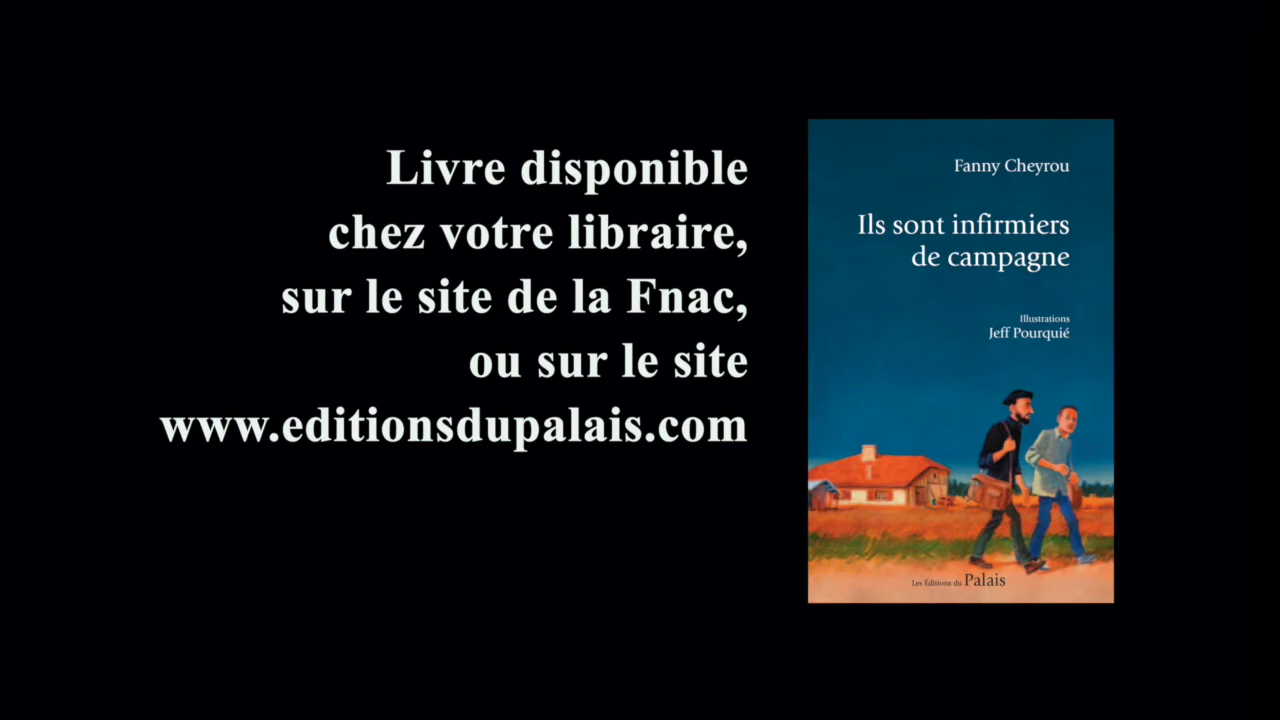 Livre disponible
chez votre libraire,
sur le site de la Fnac,
ou sur le site
www.editionsdupalais.com
Fanny Cheyrou
Ils sont infirmiers
de campagne
Illustrations
Jeff Pourquié
Les Éditions du Palais